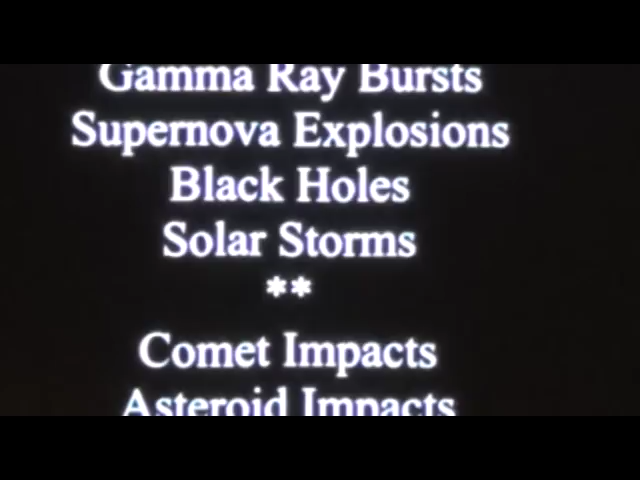 Gamma Ray Bursts
Supernova Explosions
Black Holes
Solar Storms
**
Comet Impacts
Asteroid Impacts